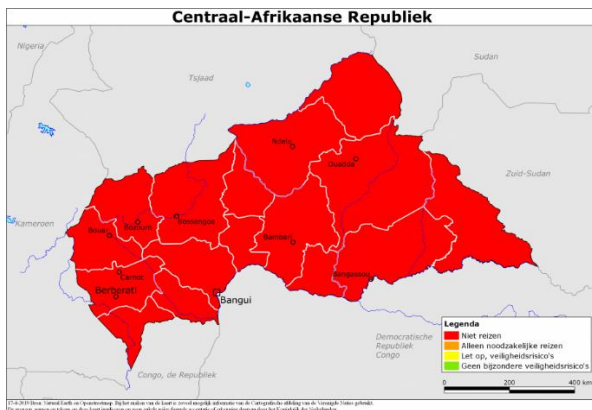 Centraal-Afrikaanse Republiek
Nigeria
Sudan
Tsjaad
Ndele
Ouadda
Zuid-Sudan
Kameroen
Bouar
Bozoum
Bossangoa
Bambari
Carnot
Berberati
Bangui
Bangassou
Democratische
Republiek
Congo
Congo, de Republiek
Legenda
Niet reizen
Alleen noodzakelijke reizen
Let op, veiligheidsrisico's
Geen bijzondere veiligheidsrisico's
0 200 400 km